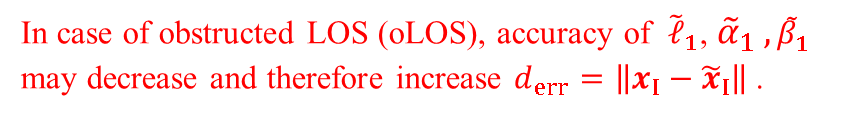 In case of obstructed LOS (oLOS), accuracy of ℓ̃₁, α̃₁ , β̃₁
may decrease and therefore increase d_err = ‖𝒙_I − 𝒙̃_I‖ .